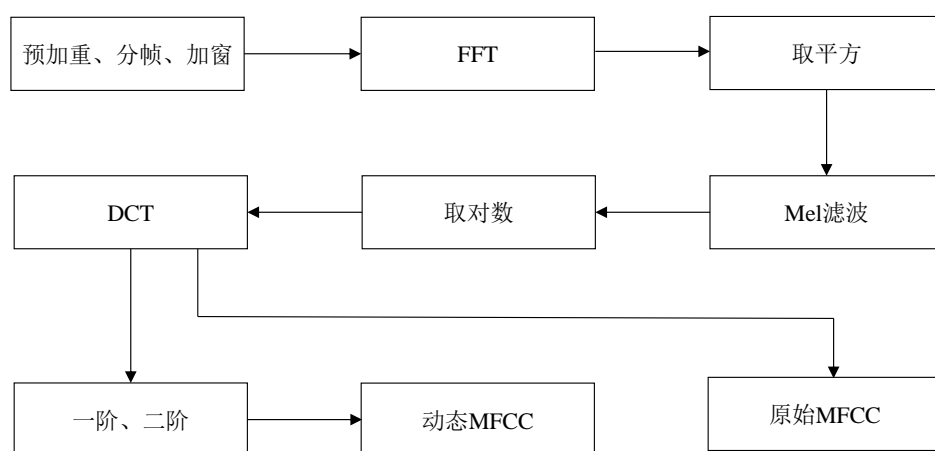 预加重、分帧、加窗
FFT
取平方
DCT
取对数
Mel滤波
一阶、二阶
动态MFCC
原始MFCC